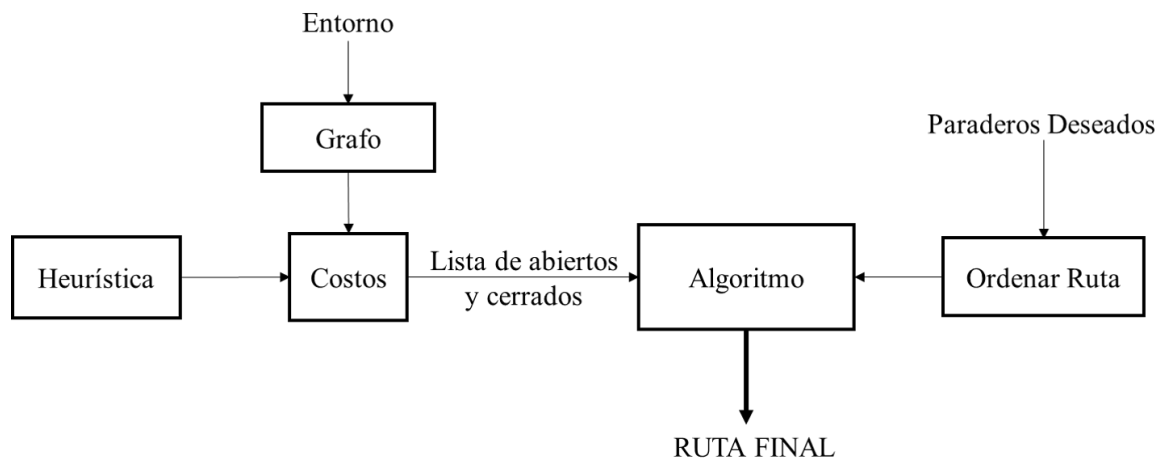 Entorno
Grafo
Paraderos Deseados
Heurística
Costos
Lista de abiertos
y cerrados
Algoritmo
Ordenar Ruta
RUTA FINAL